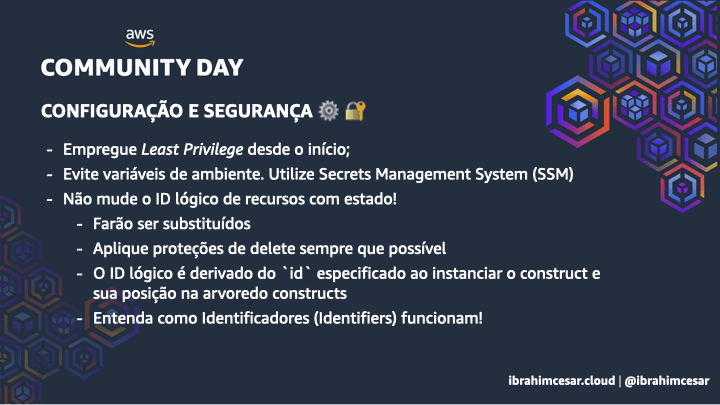 aws
COMMUNITY DAY
CONFIGURAÇÃO E SEGURANÇA ⚙️ 🔐
- Empregue Least Privilege desde o início;
- Evite variáveis de ambiente. Utilize Secrets Management System (SSM)
- Não mude o ID lógico de recursos com estado!
- Farão ser substituídos
- Aplique proteções de delete sempre que possível
- O ID lógico é derivado do `id` especificado ao instanciar o construct e
sua posição na arvoredo constructs
- Entenda como Identificadores (Identifiers) funcionam!
ibrahimcesar.cloud | @ibrahimcesar